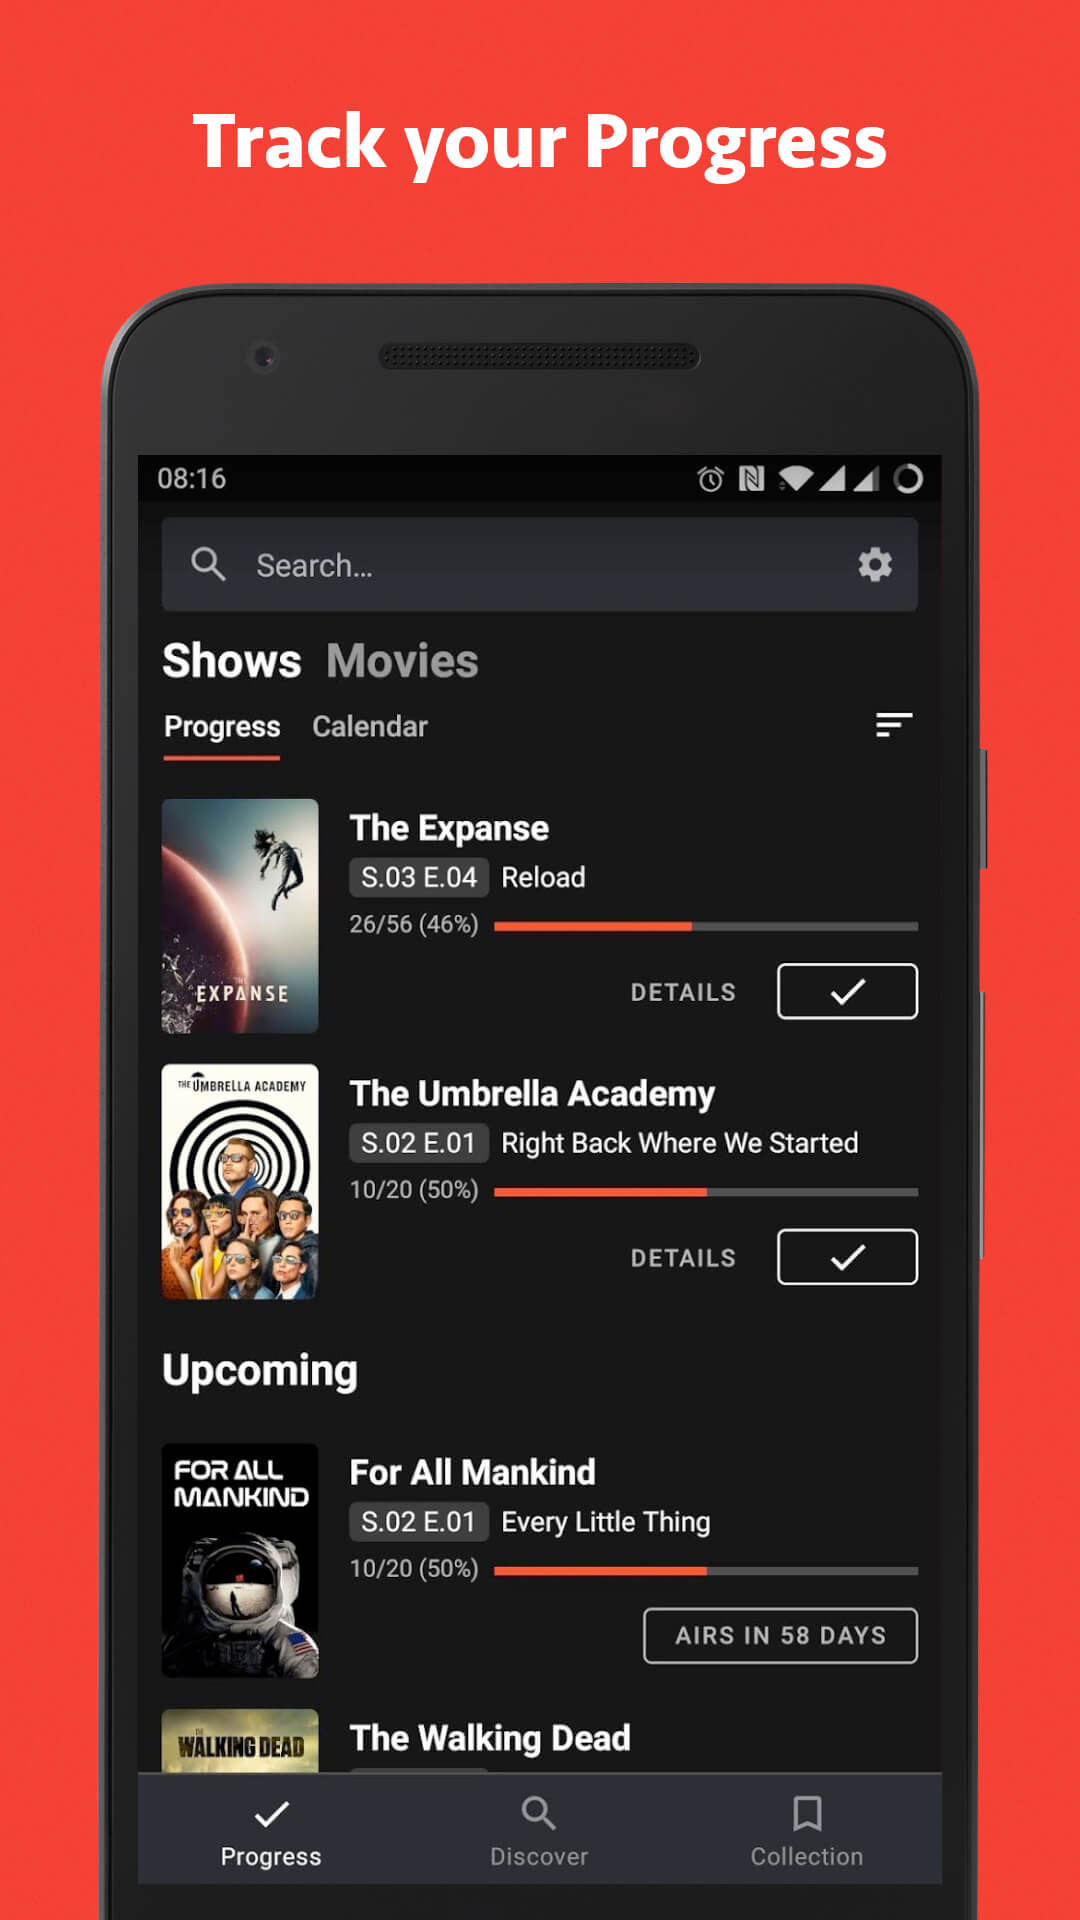 Track your Progress
08:16
Search...
Shows Movies
Progress Calendar
THE
EXPANSE
The Expanse
S.03 E.04 Reload
26/56 (46%)
DETAILS
THE UMBRELLA ACADEMY
The Umbrella Academy
S.02 E.01 Right Back Where We Started
10/20 (50%)
DETAILS
Upcoming
FOR ALL
MANKIND
For All Mankind
S.02 E.01 Every Little Thing
10/20 (50%)
AIRS IN 58 DAYS
THE
WALKING DEAD
The Walking Dead
Progress Discover Collection